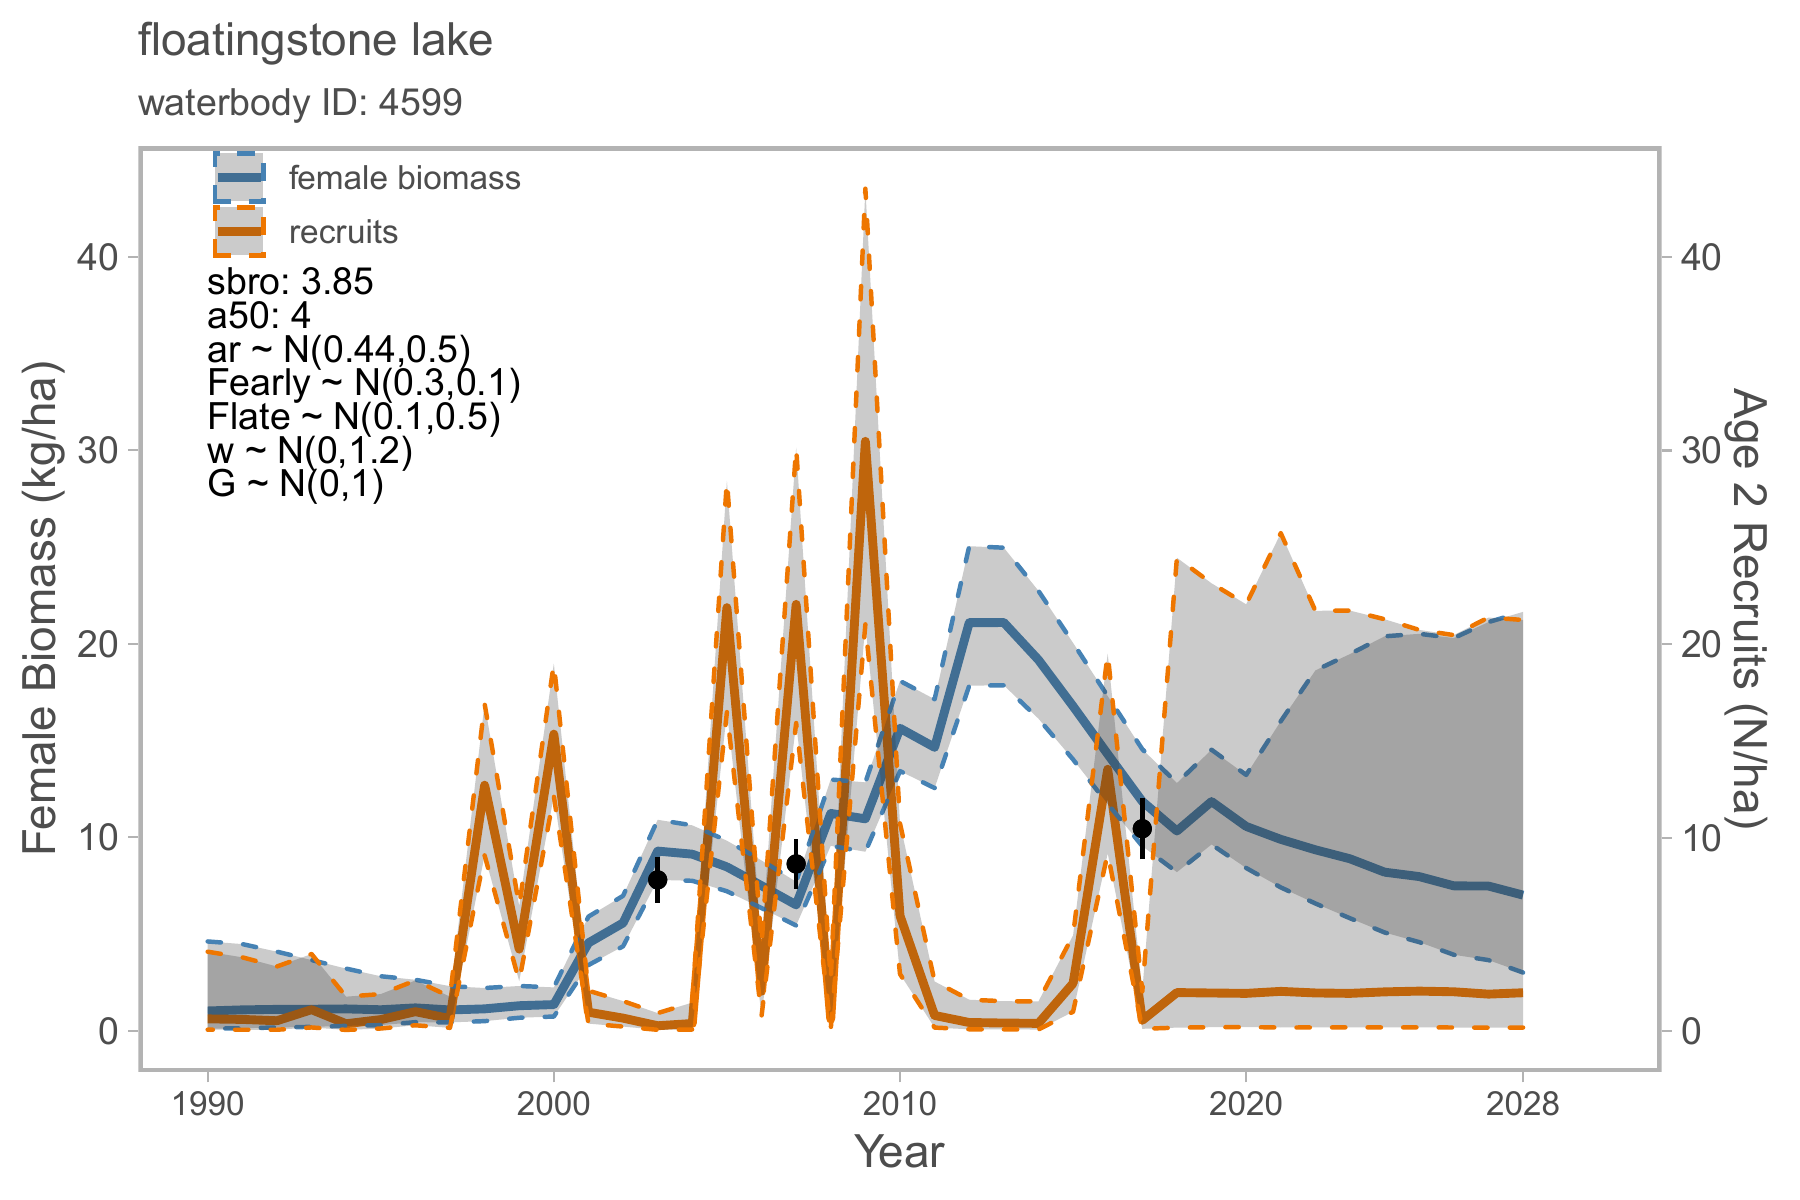 floatingstone lake
waterbody ID: 4599
female biomass
recruits
sbro: 3.85
a50: 4
ar ~ N(0.44,0.5)
Fearly ~ N(0.3,0.1)
Flate ~ N(0.1,0.5)
w ~ N(0,1.2)
G ~ N(0,1)
Female Biomass (kg/ha)
40
30
20
10
0
40
30
20
10
0
Age 2 Recruits (N/ha)
1990 2000 2010 2020 2028
Year